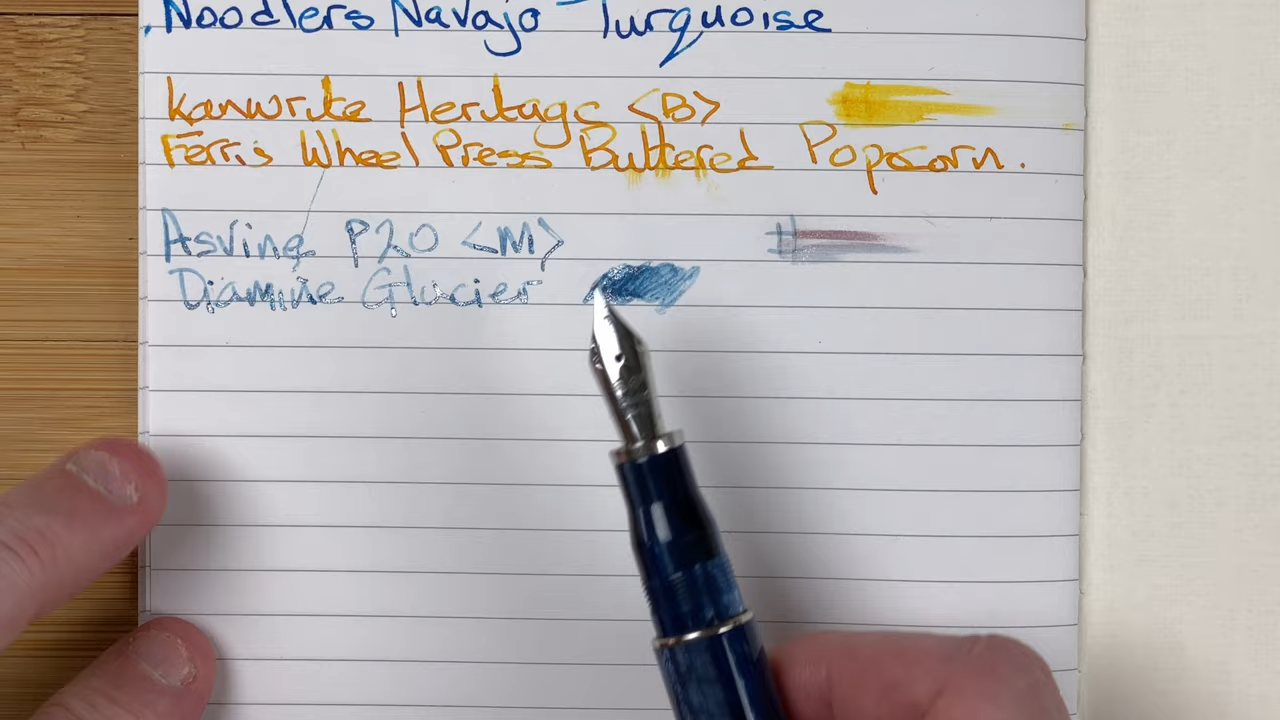 Noodlers Navajo Turquoise
Kanwrite Heritage <B>
Ferris Wheel Press Buttered Popcorn.
Asvine P20 <M>
Diamine Glacier